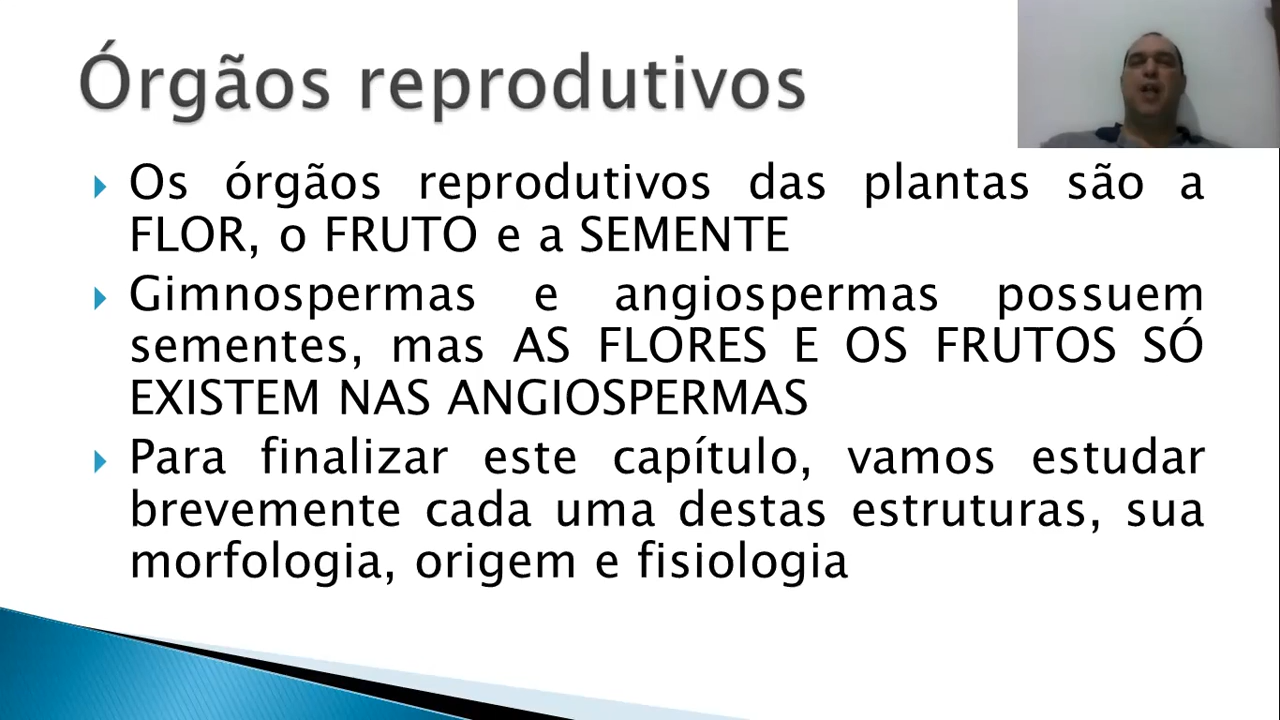 Órgãos reprodutivos
Os órgãos reprodutivos das plantas são a
FLOR, o FRUTO e a SEMENTE
Gimnospermas e angiospermas possuem
sementes, mas AS FLORES E OS FRUTOS SÓ
EXISTEM NAS ANGIOSPERMAS
Para finalizar este capítulo, vamos estudar
brevemente cada uma destas estruturas, sua
morfologia, origem e fisiologia